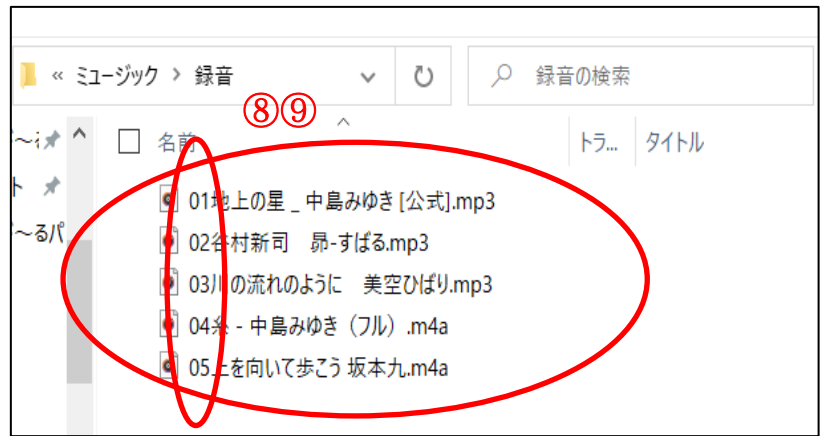 « ミュージック > 録音
録音の検索
⑧⑨
名前
トラ... タイトル
01地上の星 _ 中島みゆき [公式].mp3
02谷村新司　昴-すばる.mp3
03川の流れのように　美空ひばり.mp3
04糸 - 中島みゆき（フル）.m4a
05上を向いて歩こう 坂本九.m4a
ト
～るパ